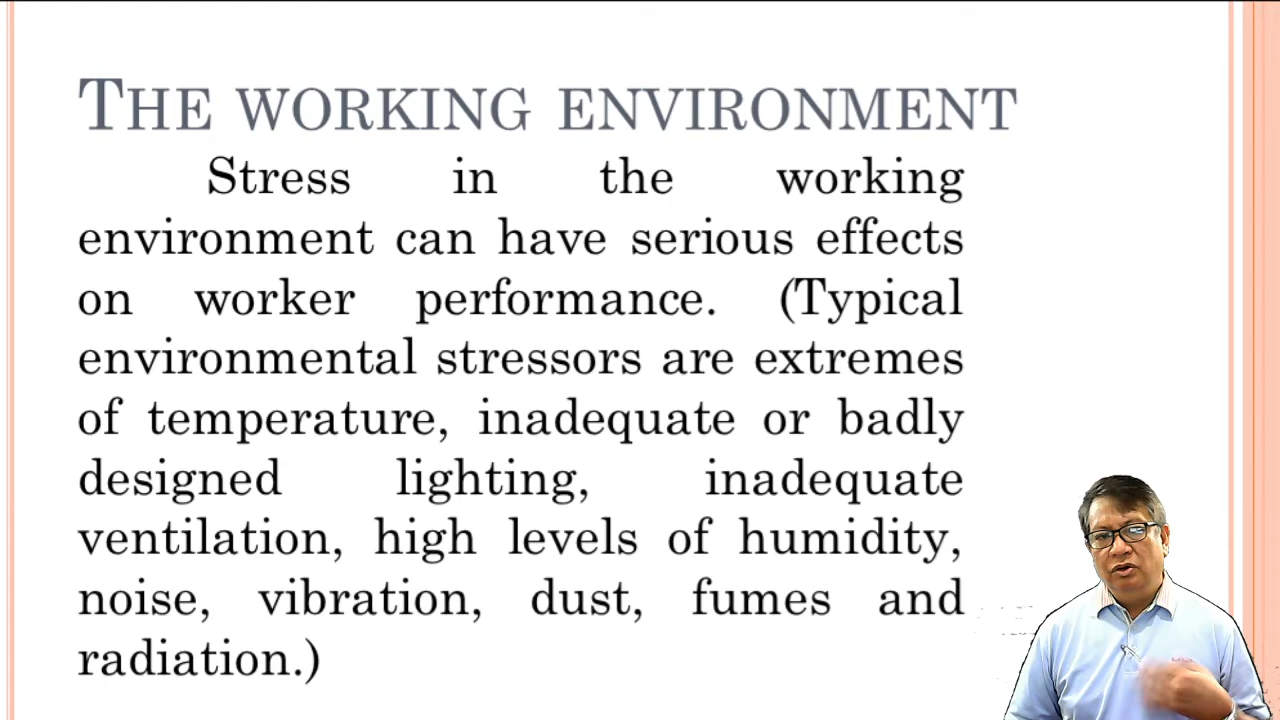 THE WORKING ENVIRONMENT
Stress in the working
environment can have serious effects
on worker performance. (Typical
environmental stressors are extremes
of temperature, inadequate or badly
designed lighting, inadequate
ventilation, high levels of humidity,
noise, vibration, dust, fumes and
radiation.)